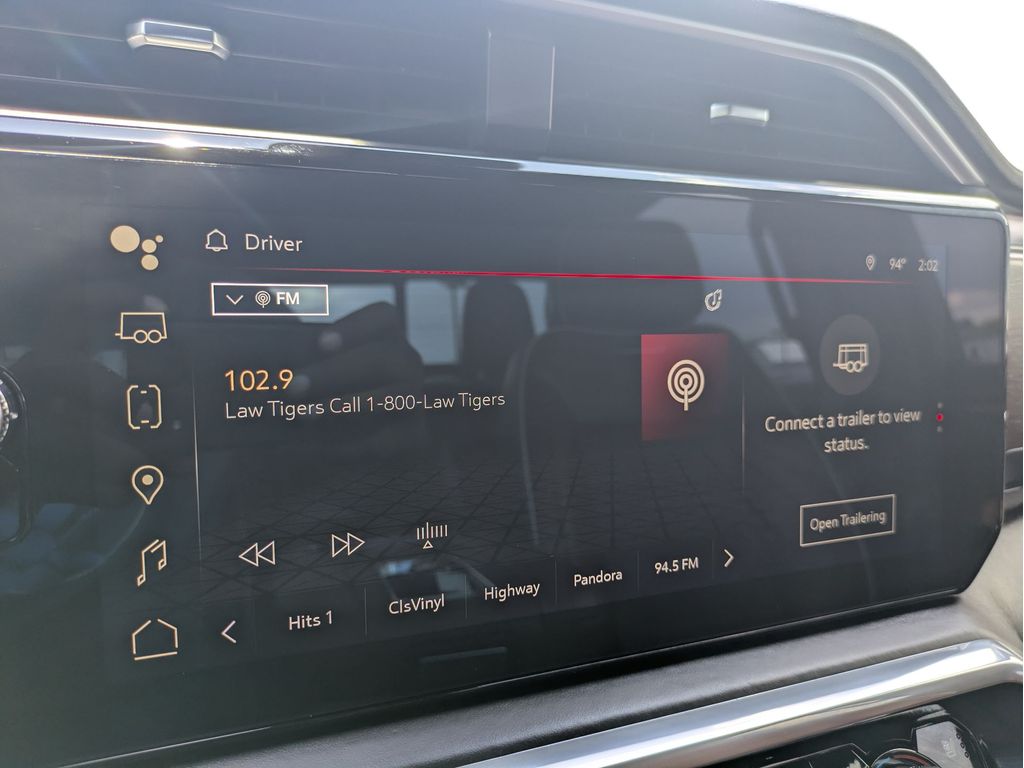 Driver
94° 2:02
FM
102.9
Law Tigers Call 1-800-Law Tigers
Connect a trailer to view
status.
Open Trailering
Hits 1
ClsVinyl
Highway
Pandora
94.5 FM